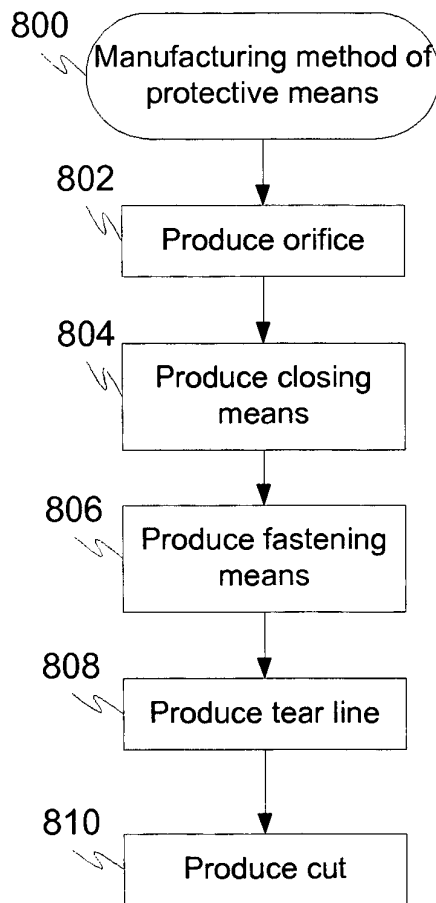 800
Manufacturing method of
protective means
802
Produce orifice
804
Produce closing
means
806
Produce fastening
means
808
Produce tear line
810
Produce cut